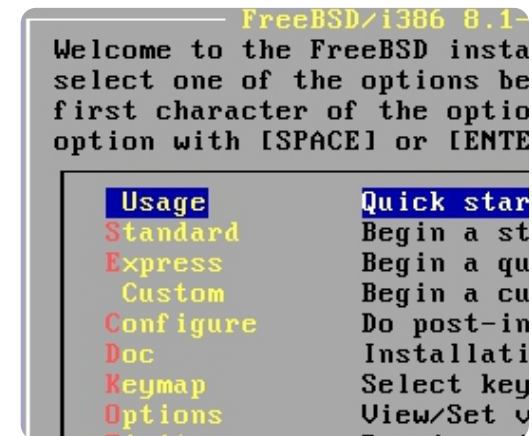 FreeBSD/i386 8.1-
Welcome to the FreeBSD insta
select one of the options be
first character of the optio
option with [SPACE] or [ENTE
Usage Quick star
Standard Begin a st
Express Begin a qu
Custom Begin a cu
Configure Do post-in
Doc Installati
Keymap Select key
Options View/Set v